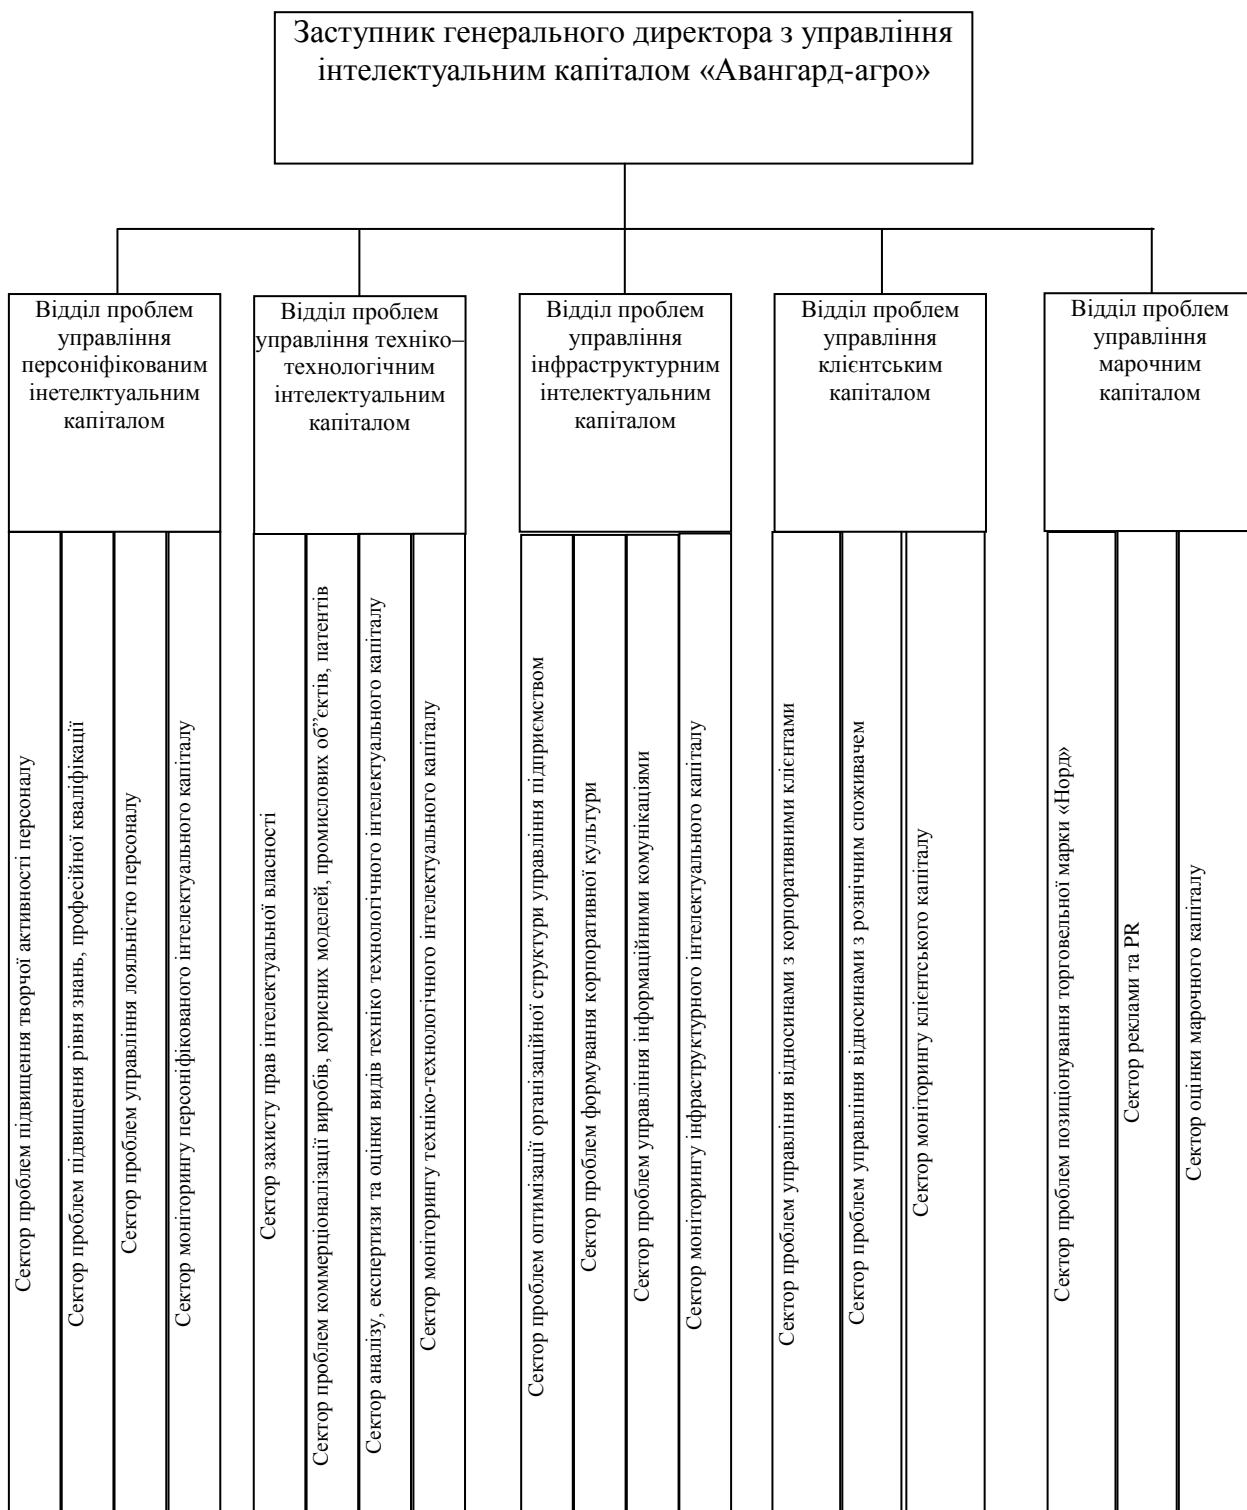 Заступник генерального директора з управління
інтелектуальним капіталом «Авангард-агро»
Відділ проблем
управління
персоніфікованим
інетелктуальним
капіталом
Відділ проблем
управління техніко–
технологічним
інтелектуальним
капіталом
Відділ проблем
управління
інфраструктурним
інтелектуальним
капіталом
Відділ проблем
управління
клієнтським
капіталом
Відділ проблем
управління
марочним
капіталом
Сектор проблем підвищення творчої активності персоналу
Сектор проблем підвищення рівня знань, професійної кваліфікації
Сектор проблем управління лояльністю персоналу
Сектор моніторингу персоніфікованого інтелектуального капіталу
Сектор захисту прав інтелектуальної власності
Сектор проблем коммерціоналізації виробів, корисних моделей, промислових об”єктів, патентів
Сектор аналізу, експертизи та оцінки видів техніко технологічного інтелектуального капіталу
Сектор моніторингу техніко-технологічного інтелектуального капіталу
Сектор проблем оптимізації організаційної структури управління підприємством
Сектор проблем формування корпоративної культури
Сектор проблем управління інформаційними комунікаціями
Сектор моніторингу інфраструктурного інтелектуального капіталу
Сектор проблем управління відносинами з корпоративними клієнтами
Сектор проблем управління відносинами з рознічним споживачем
Сектор моніторингу клієнтського капіталу
Сектор проблем позиціонування торговельної марки «Норд»
Сектор реклами та PR
Сектор оцінки марочного капіталу